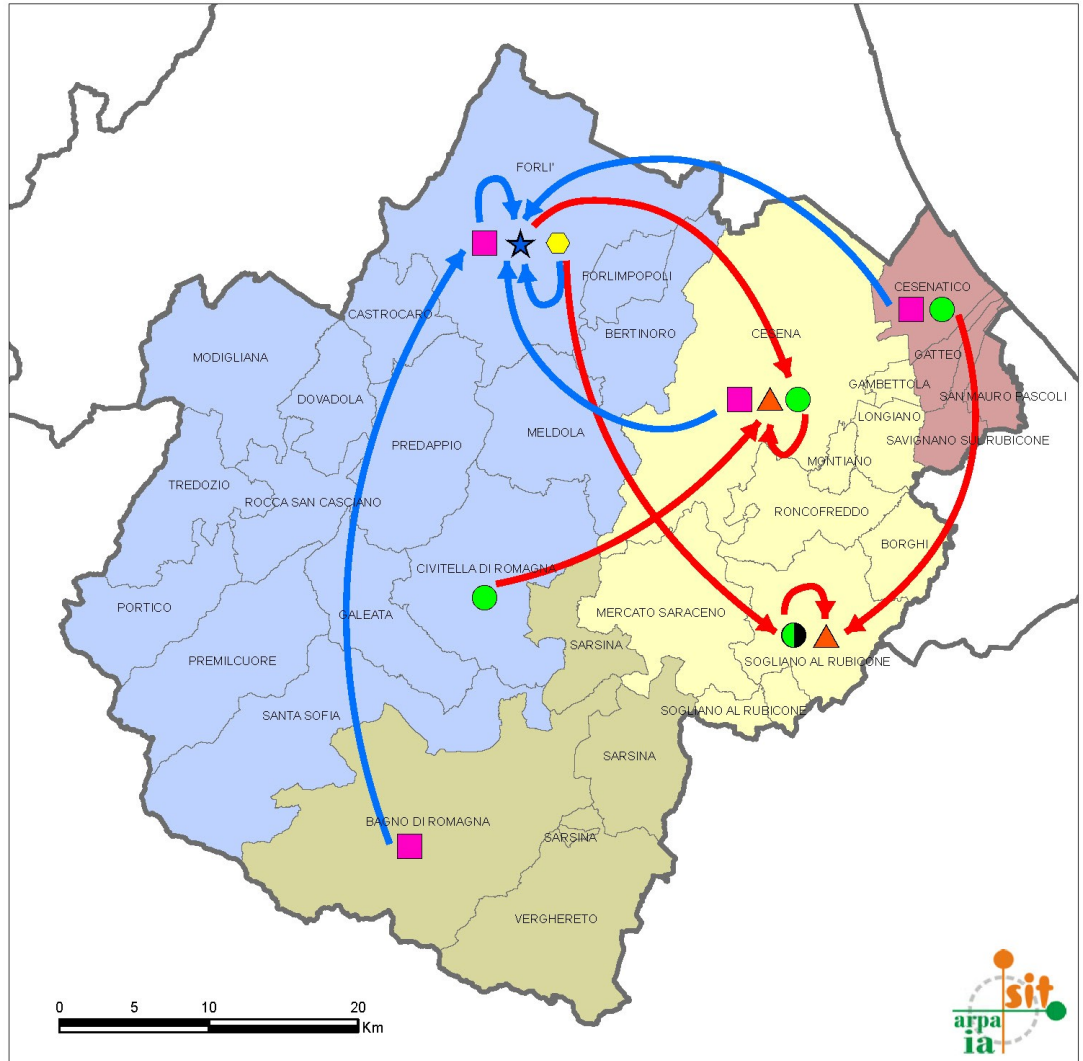 FORLI'
FORLIMPOPOLI
CESENATICO
CASTROCARO
BERTINORO
CESENA
MODIGLIANA
GATTEO
GAMBETTOLA
SAN MAURO PASCOLI
DOVADOLA
LONGIANO
MELDOLA
PREDAPPIO
SAVIGNANO SUL RUBICONE
MONTIANO
TREDOZIO
ROCCA SAN CASCIANO
RONCOFREDDO
BORGHI
CIVITELLA DI ROMAGNA
PORTICO
GALEATA
MERCATO SARACENO
SARSINA
PREMILCUORE
SOGLIANO AL RUBICONE
SANTA SOFIA
SOGLIANO AL RUBICONE
SARSINA
BAGNO DI ROMAGNA
SARSINA
VERGHERETO
0 10 20
Km
sit
arpa
ia